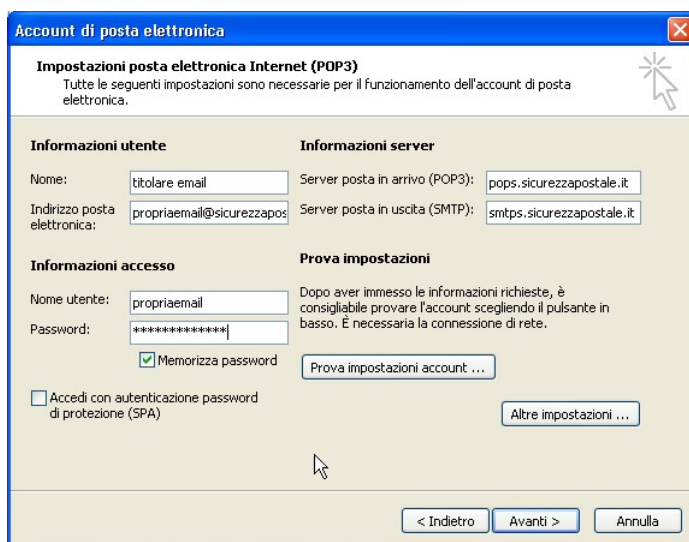 Account di posta elettronica
Impostazioni posta elettronica Internet (POP3)
Tutte le seguenti impostazioni sono necessarie per il funzionamento dell'account di posta
elettronica.
Informazioni utente
Nome: titolare email
Indirizzo posta
elettronica: propriaemail@sicurezzapos
Informazioni server
Server posta in arrivo (POP3): pops.sicurezzapostale.it
Server posta in uscita (SMTP): smtps.sicurezzapostale.it
Informazioni accesso
Nome utente: propriaemail
Password: *************
Memorizza password
Accedi con autenticazione password
di protezione (SPA)
Prova impostazioni
Dopo aver immesso le informazioni richieste, è
consigliabile provare l'account scegliendo il pulsante in
basso. È necessaria la connessione di rete.
Prova impostazioni account ...
Altre impostazioni ...
< Indietro
Avanti >
Annulla